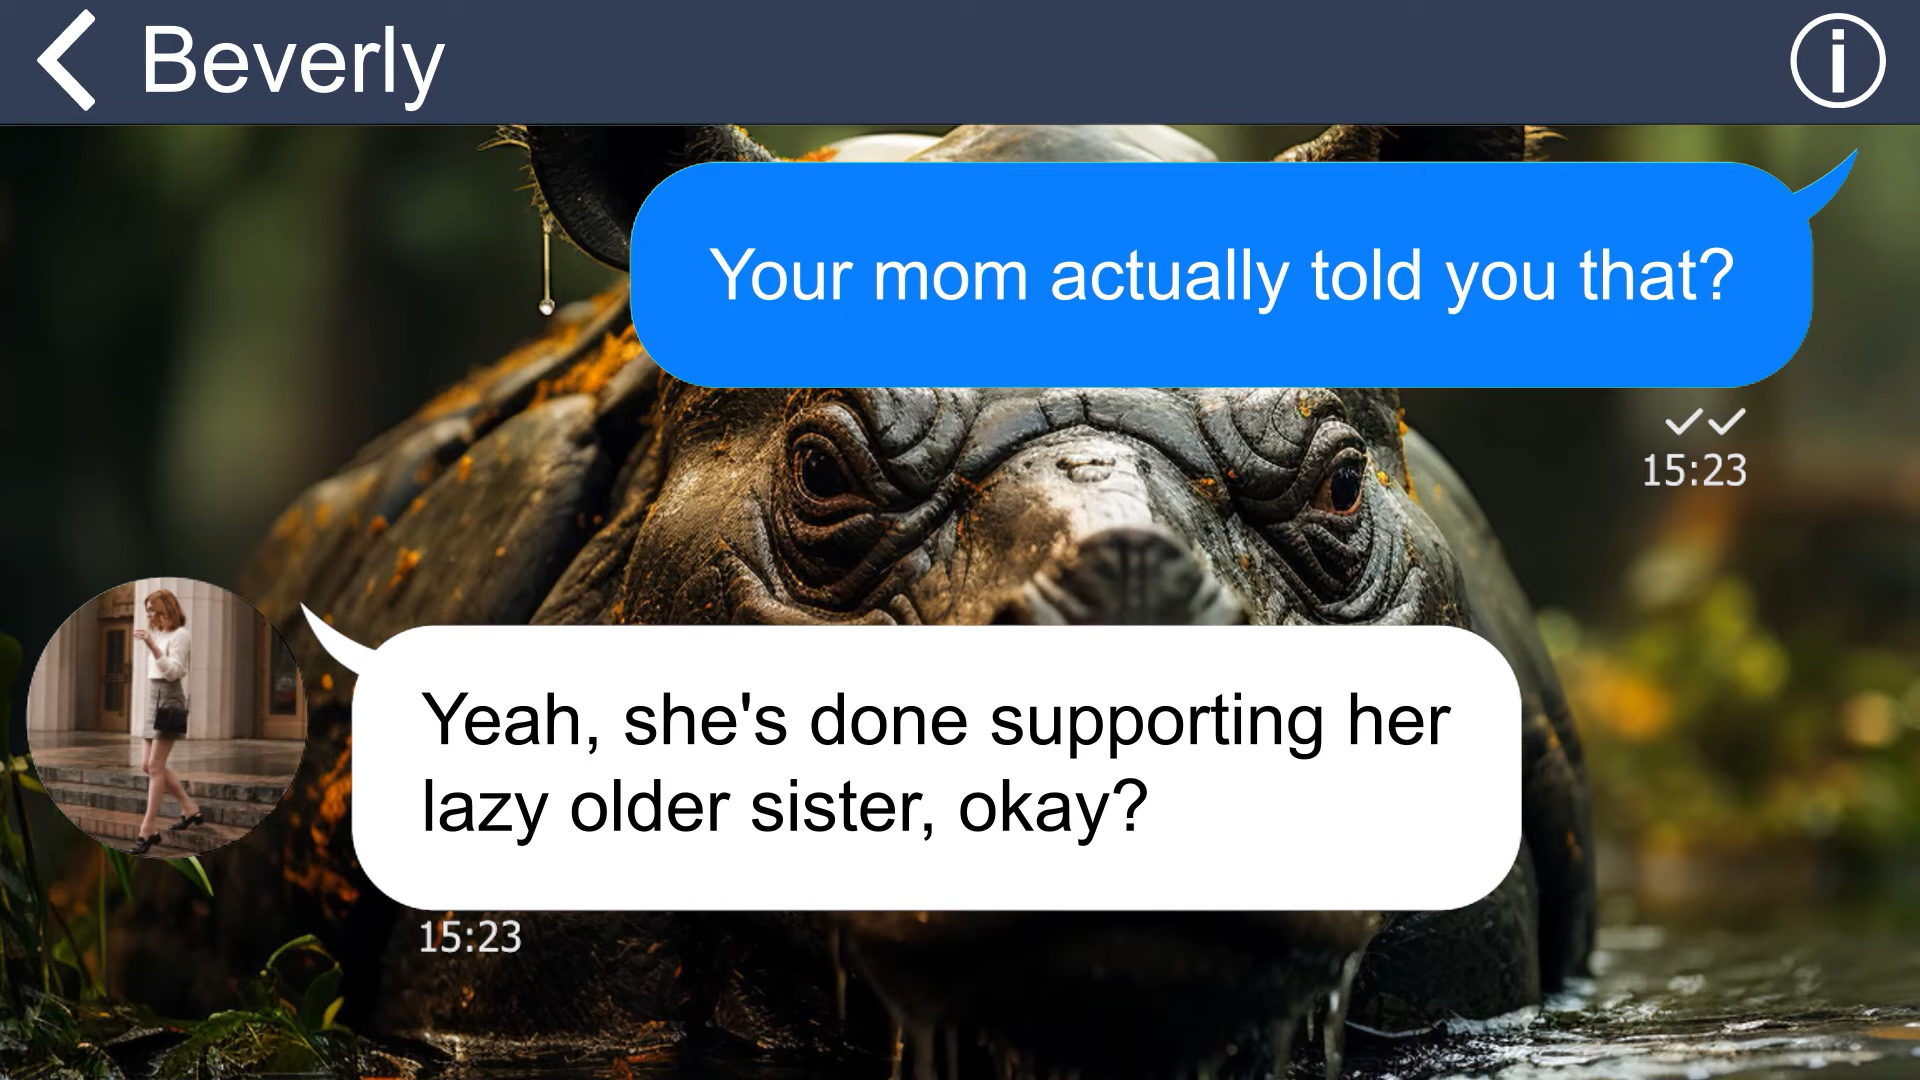 Beverly
Your mom actually told you that?
15:23
Yeah, she's done supporting her
lazy older sister, okay?
15:23